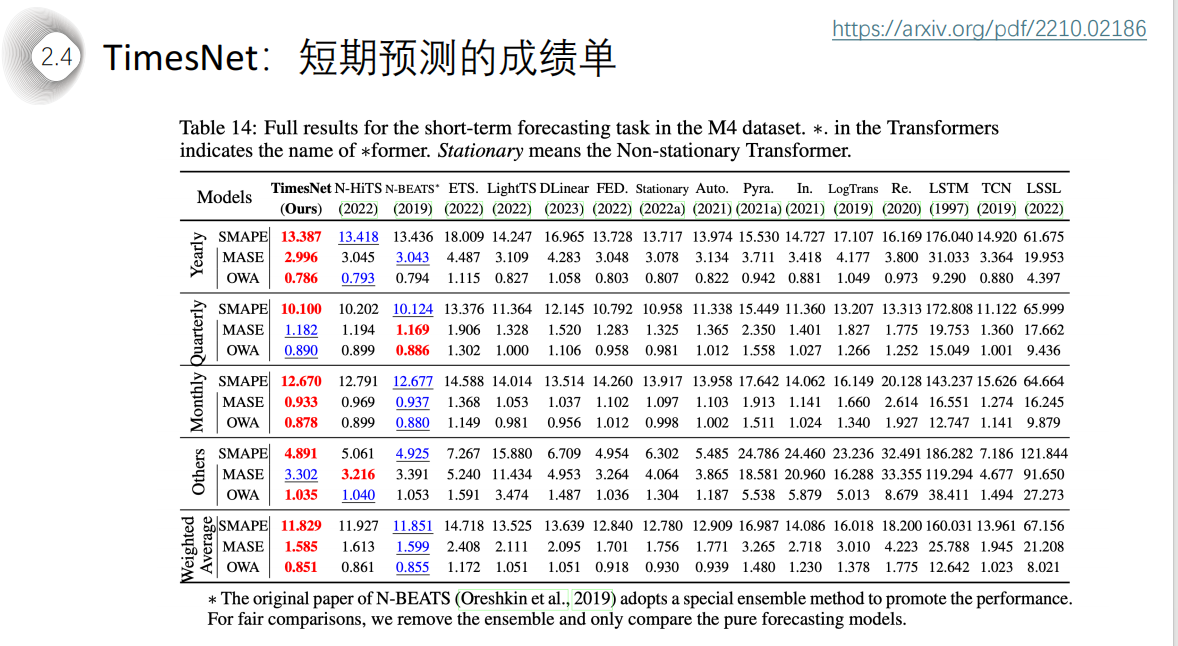 https://arxiv.org/pdf/2210.02186
2.4
TimesNet：短期预测的成绩单
Table 14: Full results for the short-term forecasting task in the M4 dataset. ∗. in the Transformers
indicates the name of ∗former. Stationary means the Non-stationary Transformer.
Models TimesNet N-HiTS N-BEATS* ETS. LightTS DLinear FED. Stationary Auto. Pyra. In. LogTrans Re. LSTM TCN LSSL
(Ours) (2022) (2019) (2022) (2022) (2023) (2022) (2022a) (2021) (2021a) (2021) (2019) (2020) (1997) (2019) (2022)
Yearly
SMAPE 13.387 13.418 13.436 18.009 14.247 16.965 13.728 13.717 13.974 15.530 14.727 17.107 16.169 176.040 14.920 61.675
MASE 2.996 3.045 3.043 4.487 3.109 4.283 3.048 3.078 3.134 3.711 3.418 4.177 3.800 31.033 3.364 19.953
OWA 0.786 0.793 0.794 1.115 0.827 1.058 0.803 0.807 0.822 0.942 0.881 1.049 0.973 9.290 0.880 4.397
Quarterly
SMAPE 10.100 10.202 10.124 13.376 11.364 12.145 10.792 10.958 11.338 15.449 11.360 13.207 13.313 172.808 11.122 65.999
MASE 1.182 1.194 1.169 1.906 1.328 1.520 1.283 1.325 1.365 2.350 1.401 1.827 1.775 19.753 1.360 17.662
OWA 0.890 0.899 0.886 1.302 1.000 1.106 0.958 0.981 1.012 1.558 1.027 1.266 1.252 15.049 1.001 9.436
Monthly
SMAPE 12.670 12.791 12.677 14.588 14.014 13.514 14.260 13.917 13.958 17.642 14.062 16.149 20.128 143.237 15.626 64.664
MASE 0.933 0.969 0.937 1.368 1.053 1.037 1.102 1.097 1.103 1.913 1.141 1.660 2.614 16.551 1.274 16.245
OWA 0.878 0.899 0.880 1.149 0.981 0.956 1.012 0.998 1.002 1.511 1.024 1.340 1.927 12.747 1.141 9.879
Others
SMAPE 4.891 5.061 4.925 7.267 15.880 6.709 4.954 6.302 5.485 24.786 24.460 23.236 32.491 186.282 7.186 121.844
MASE 3.302 3.216 3.391 5.240 11.434 4.953 3.264 4.064 3.865 18.581 20.960 16.288 33.355 119.294 4.677 91.650
OWA 1.035 1.040 1.053 1.591 3.474 1.487 1.036 1.304 1.187 5.538 5.879 5.013 8.679 38.411 1.494 27.273
Weighted
Average
SMAPE 11.829 11.927 11.851 14.718 13.525 13.639 12.840 12.780 12.909 16.987 14.086 16.018 18.200 160.031 13.961 67.156
MASE 1.585 1.613 1.599 2.408 2.111 2.095 1.701 1.756 1.771 3.265 2.718 3.010 4.223 25.788 1.945 21.208
OWA 0.851 0.861 0.855 1.172 1.051 1.051 0.918 0.930 0.939 1.480 1.230 1.378 1.775 12.642 1.023 8.021
∗ The original paper of N-BEATS (Oreshkin et al., 2019) adopts a special ensemble method to promote the performance.
For fair comparisons, we remove the ensemble and only compare the pure forecasting models.